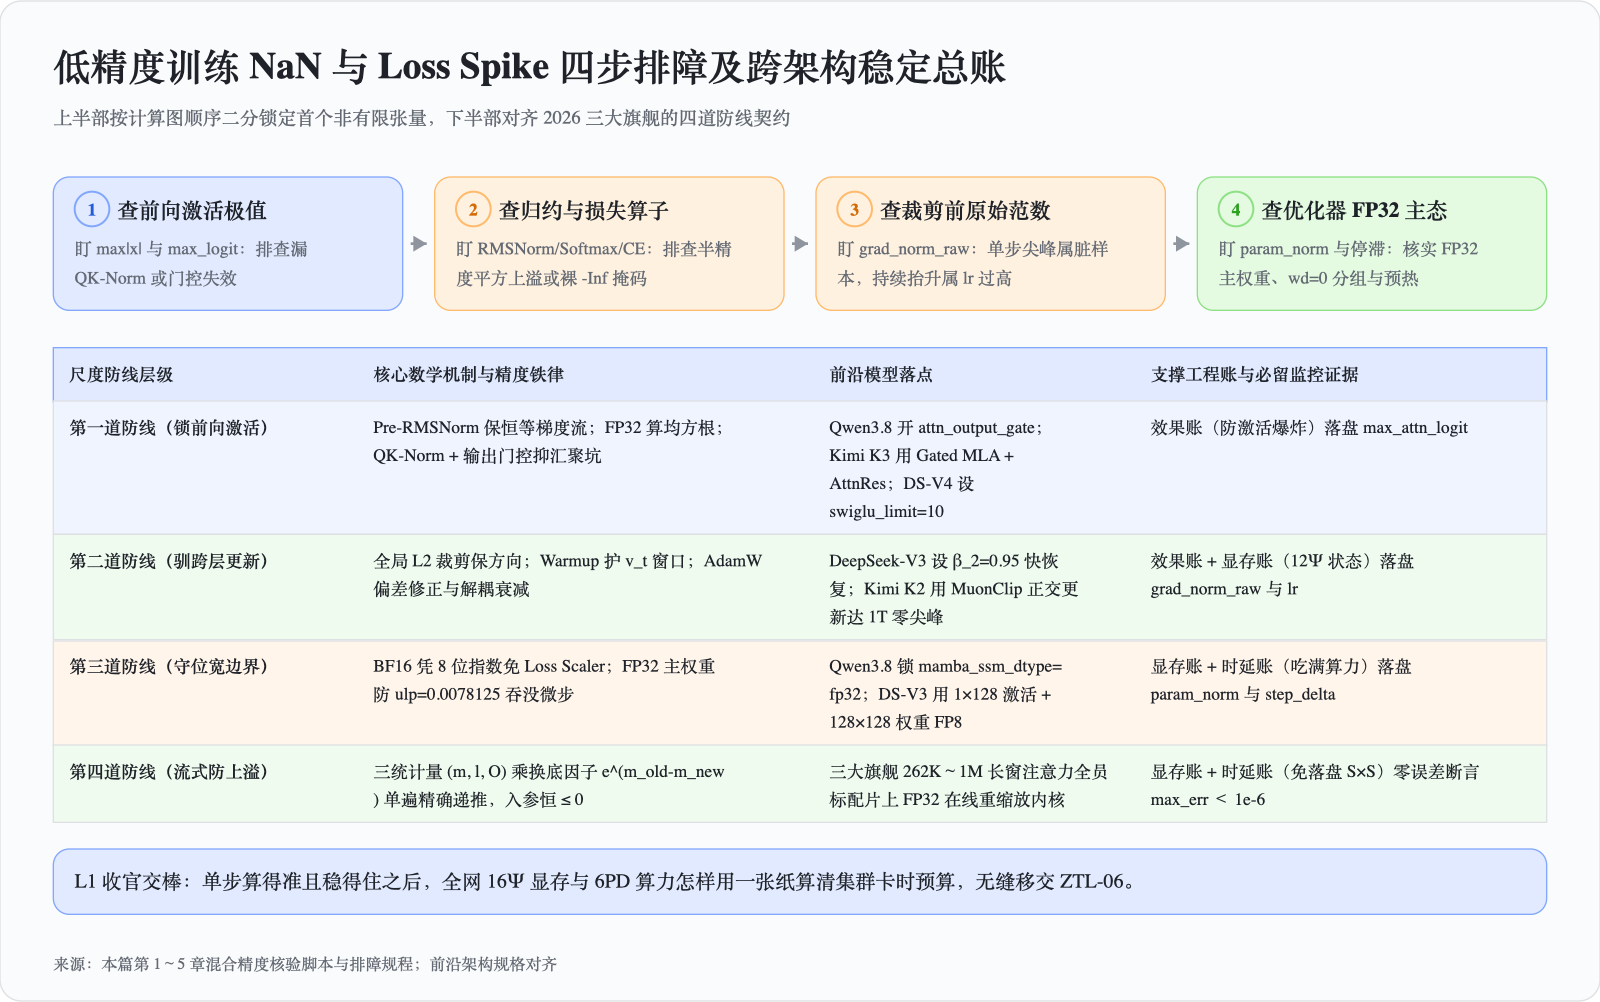 低精度训练 NaN 与 Loss Spike 四步排障及跨架构稳定总账
上半部按计算图顺序二分锁定首个非有限张量，下半部对齐 2026 三大旗舰的四道防线契约
1 查前向激活极值
盯 max|x| 与 max_logit：排查漏
QK-Norm 或门控失效
2 查归约与损失算子
盯 RMSNorm/Softmax/CE：排查半精
度平方上溢或裸 -Inf 掩码
3 查裁剪前原始范数
盯 grad_norm_raw：单步尖峰属脏样
本，持续抬升属 lr 过高
4 查优化器 FP32 主态
盯 param_norm 与停滞：核实 FP32
主权重、wd=0 分组与预热
尺度防线层级
核心数学机制与精度铁律
前沿模型落点
支撑工程账与必留监控证据
第一道防线（锁前向激活）
Pre-RMSNorm 保恒等梯度流；FP32 算均方根；
QK-Norm + 输出门控抑汇聚坑
Qwen3.8 开 attn_output_gate；
Kimi K3 用 Gated MLA +
AttnRes；DS-V4 设
swiglu_limit=10
效果账（防激活爆炸）落盘 max_attn_logit
第二道防线（驯跨层更新）
全局 L2 裁剪保方向；Warmup 护 v_t 窗口；AdamW
偏差修正与解耦衰减
DeepSeek-V3 设 β_2=0.95 快恢
复；Kimi K2 用 MuonClip 正交更
新达 1T 零尖峰
效果账 + 显存账（12Ψ 状态）落盘
grad_norm_raw 与 lr
第三道防线（守位宽边界）
BF16 凭 8 位指数免 Loss Scaler；FP32 主权重
防 ulp=0.0078125 吞没微步
Qwen3.8 锁 mamba_ssm_dtype=
fp32；DS-V3 用 1×128 激活 +
128×128 权重 FP8
显存账 + 时延账（吃满算力）落盘
param_norm 与 step_delta
第四道防线（流式防上溢）
三统计量 (m, l, O) 乘换底因子 e^(m_old-m_new
) 单遍精确递推，入参恒 ≤ 0
三大旗舰 262K ~ 1M 长窗注意力全员
标配片上 FP32 在线重缩放内核
显存账 + 时延账（免落盘 S×S）零误差断言
max_err < 1e-6
L1 收官交棒：单步算得准且稳得住之后，全网 16Ψ 显存与 6PD 算力怎样用一张纸算清集群卡时预算，无缝移交 ZTL-06。
来源：本篇第 1 ~ 5 章混合精度核验脚本与排障规程；前沿架构规格对齐